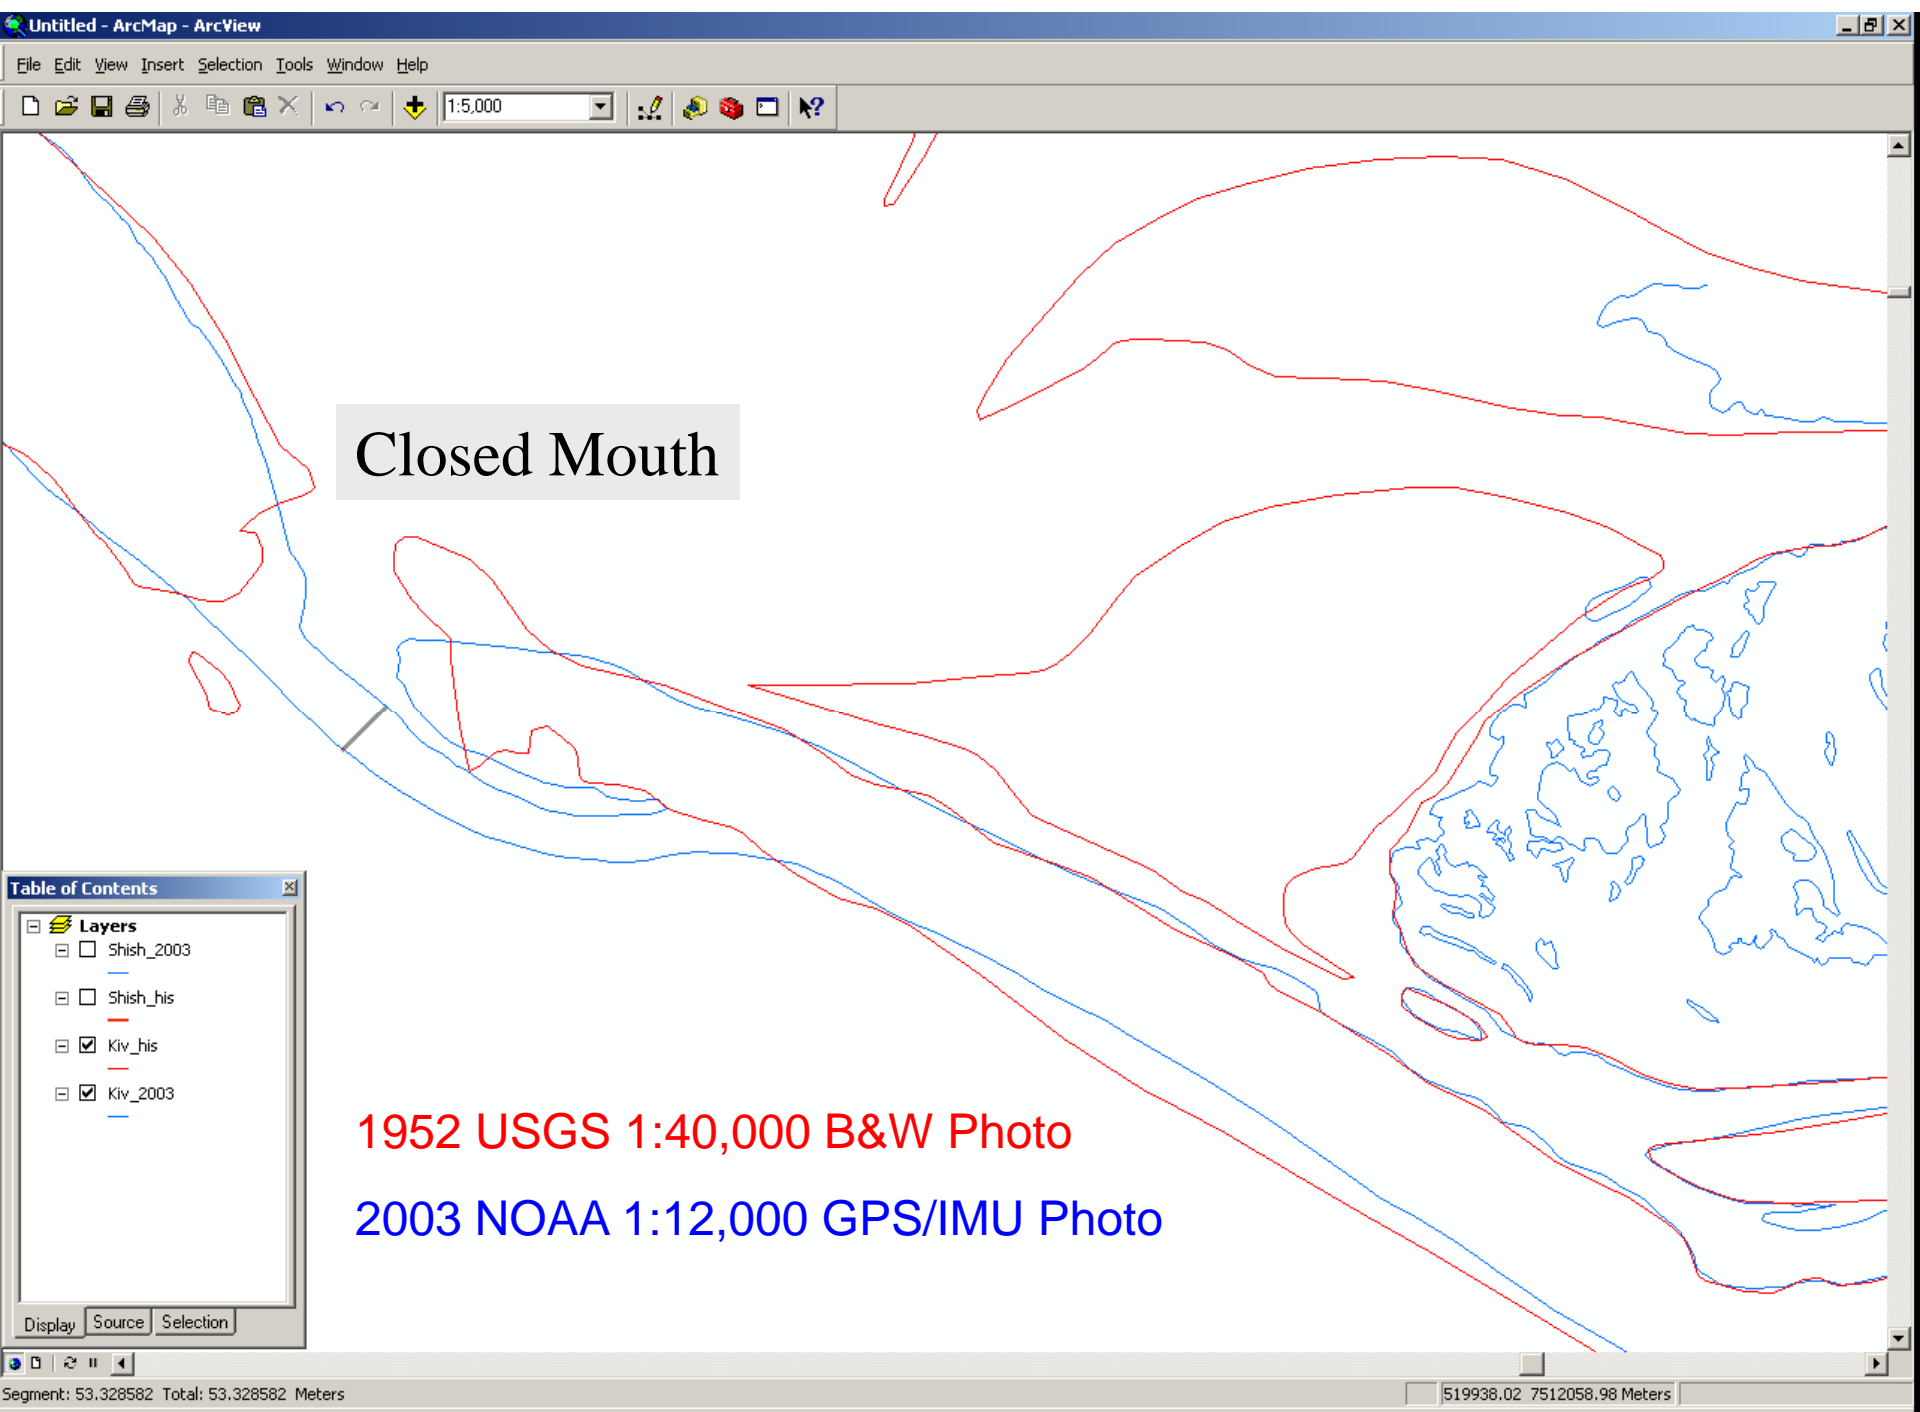 Untitled - ArcMap - ArcView
File Edit View Insert Selection Tools Window Help
1:5,000
Closed Mouth
Table of Contents
Layers
Shish_2003
Shish_his
Kiv_his
Kiv_2003
1952 USGS 1:40,000 B&W Photo
2003 NOAA 1:12,000 GPS/IMU Photo
Display Source Selection
Segment: 53.328582 Total: 53.328582 Meters
519938.02 7512058.98 Meters